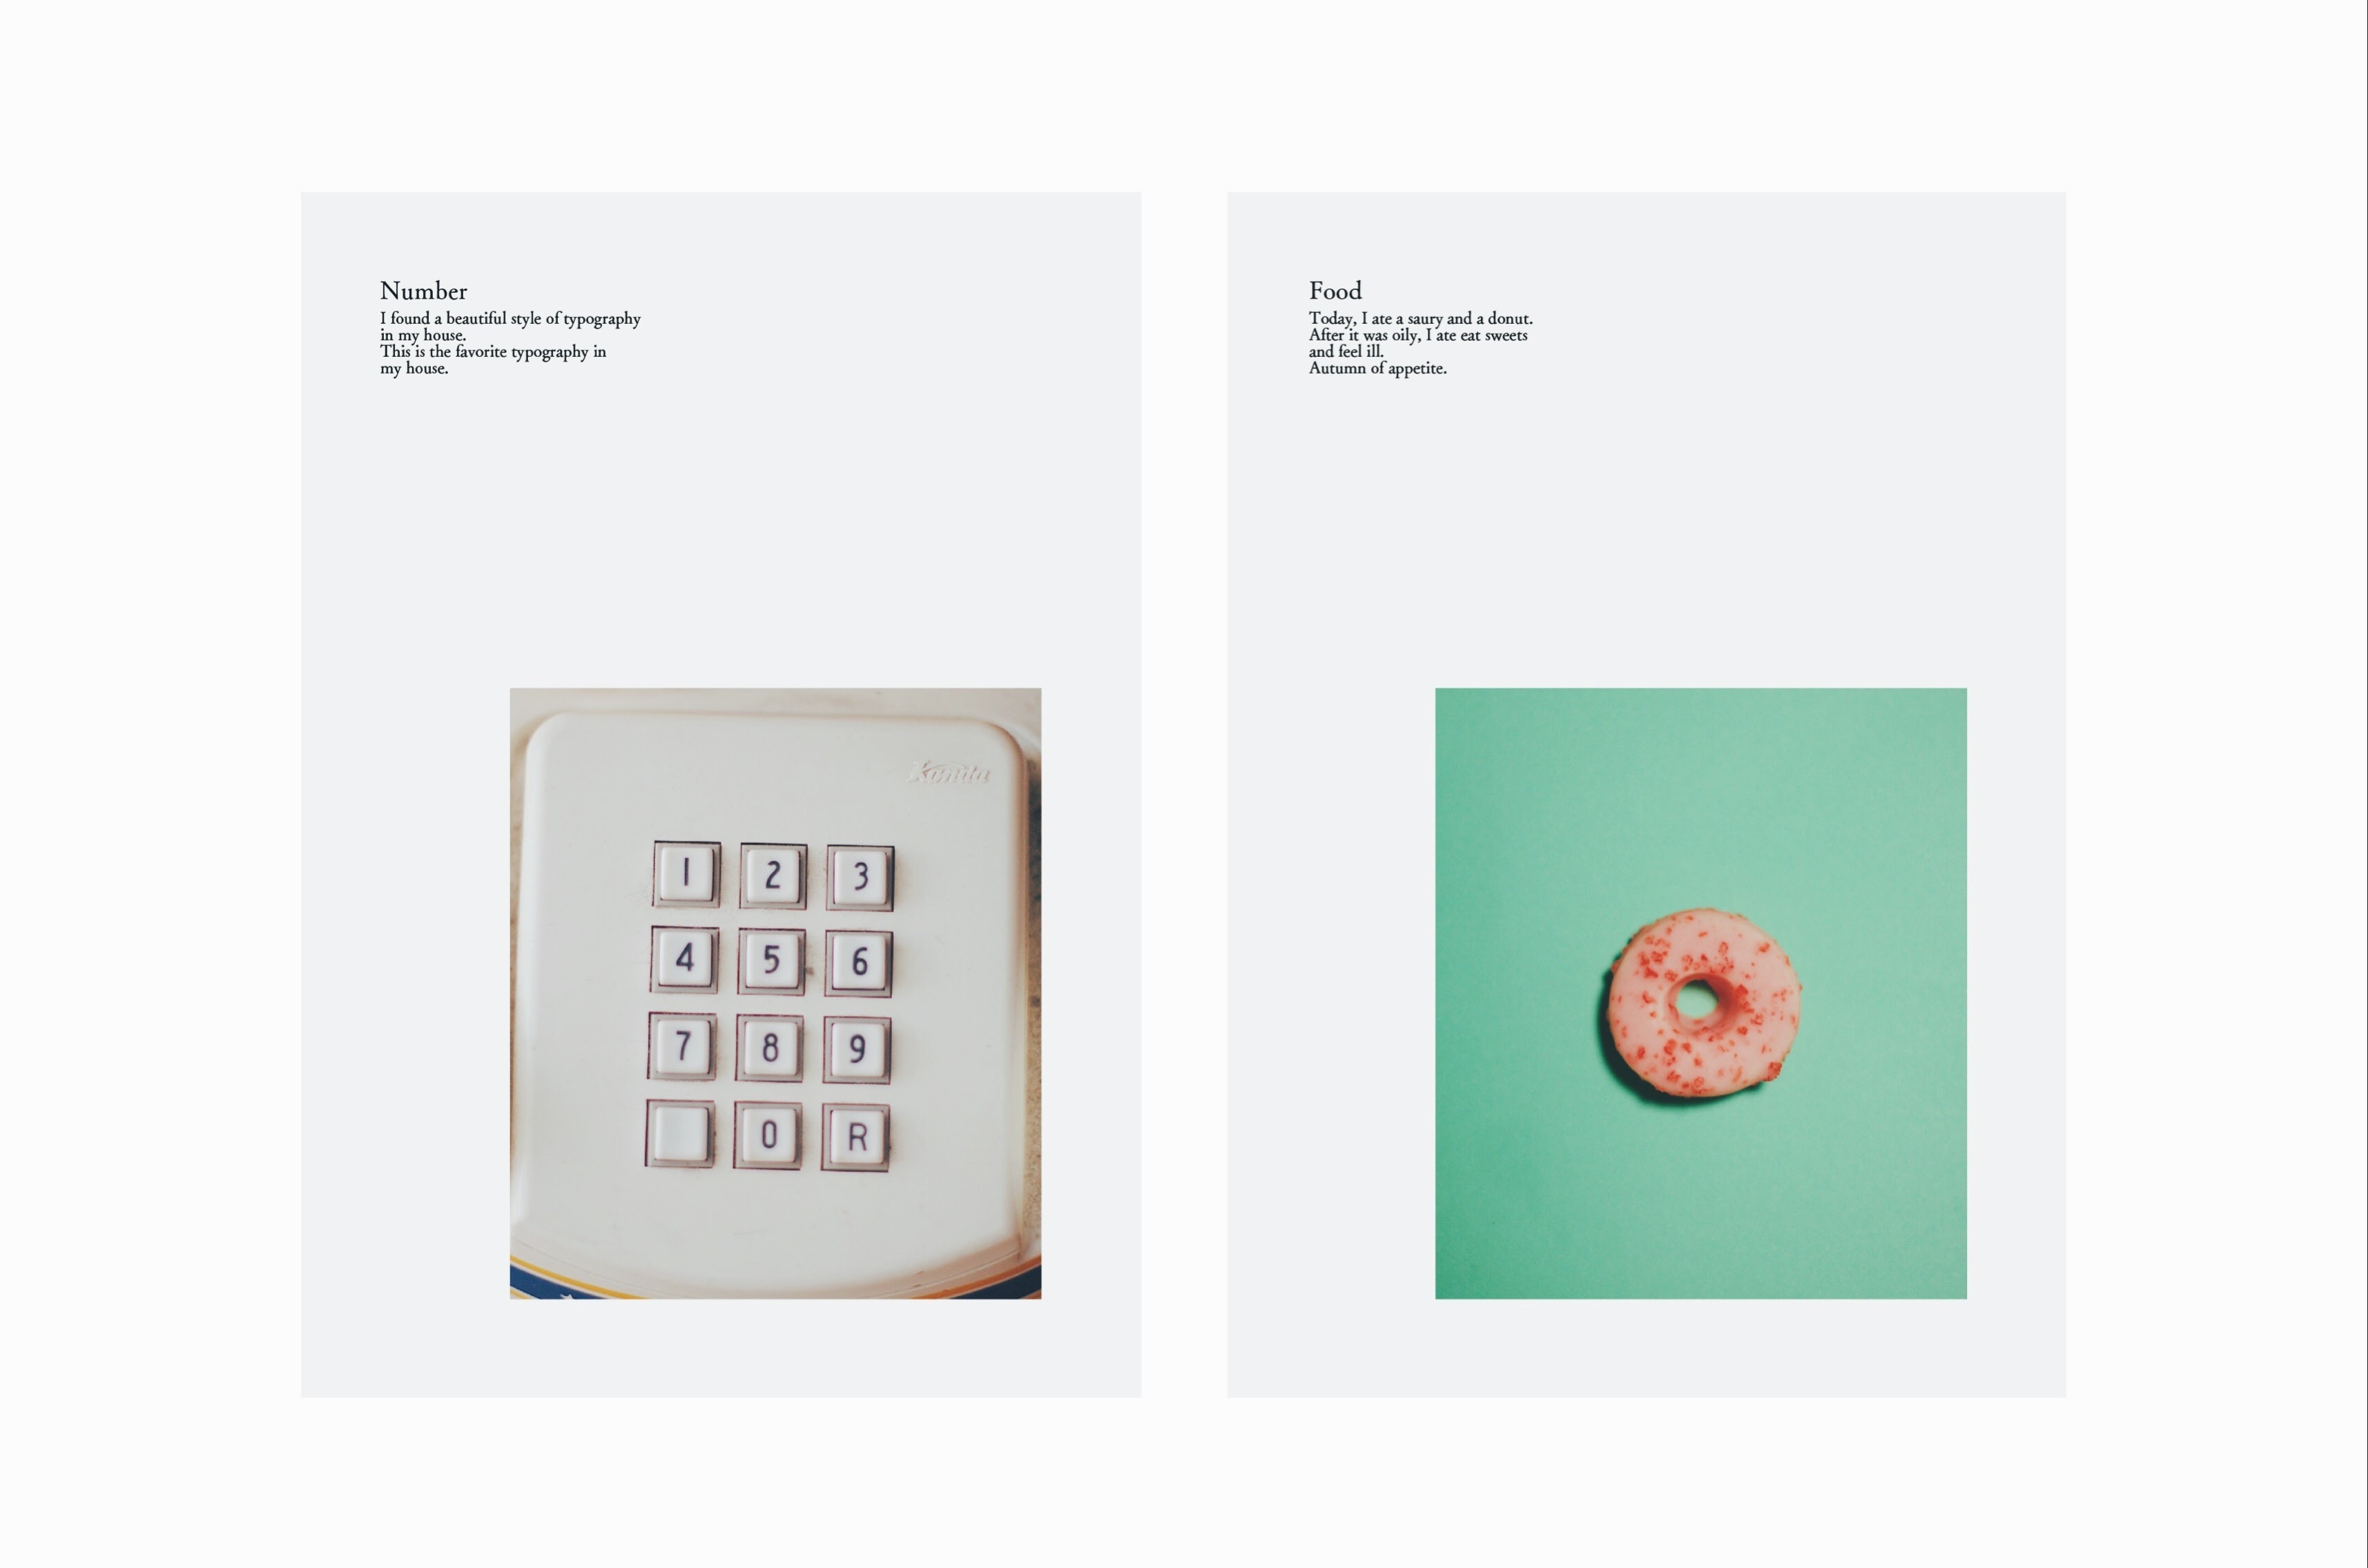 Number
I found a beautiful style of typography
in my house.
This is the favorite typography in
my house.
Kanda
1 2 3
4 5 6
7 8 9
0 R
Food
Today, I ate a saury and a donut.
After it was oily, I ate eat sweets
and feel ill.
Autumn of appetite.